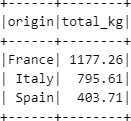 +------+--------+
|origin|total_kg|
+------+--------+
|France| 1177.26|
| Italy|  795.61|
| Spain|  403.71|
+------+--------+